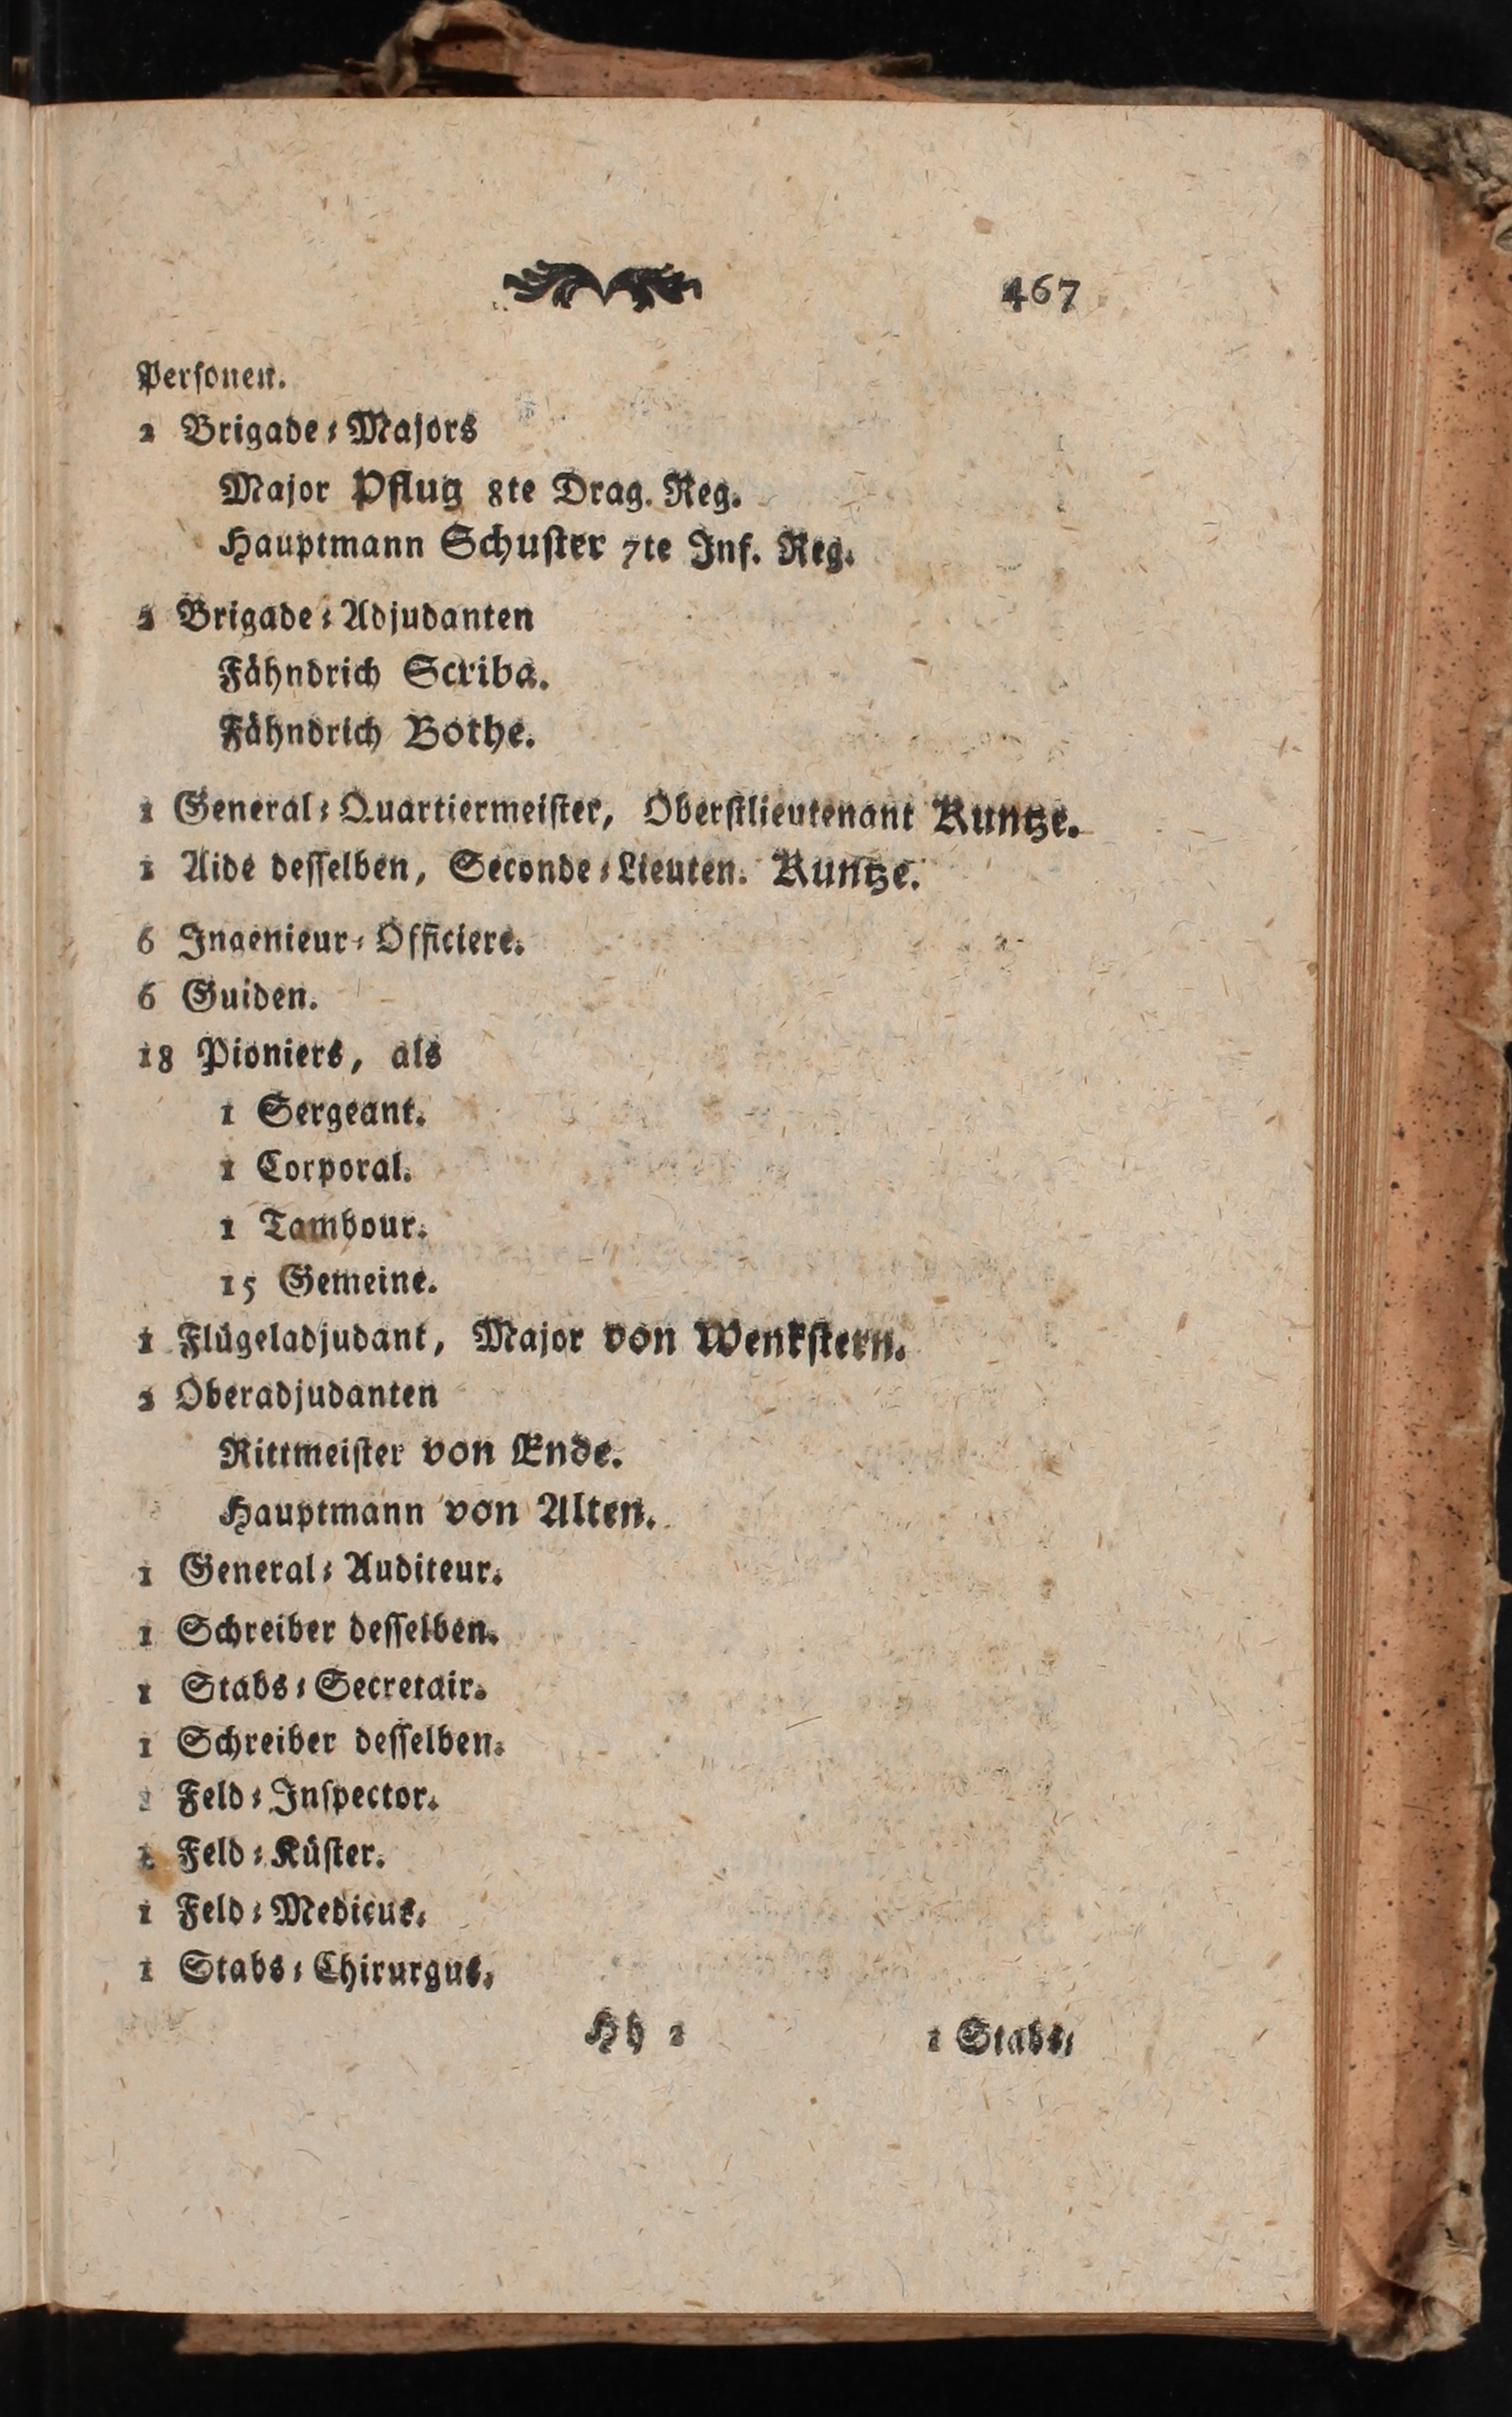 467
Personen.
2 Brigade⸗Majors
Major Pflug 8te Drag. Reg.
Hauptmann Schuſter 7te Inf. Reg.
2 Brigade⸗Adjudanten
Fähndrich Scriba.
Fähndrich Bothe.
1 General⸗Quartiermeiſter, Oberſtlieutenant Kuntze.
1 Aide deſſelben, Seconde⸗Lieuten. Kuntze.
6 Ingenieur⸗Officiere.
6 Guiden.
18 Pioniers, als
1 Sergeant.
1 Corporal.
1 Tambour.
15 Gemeine.
1 Flügeladjudant, Major von Wenkſtern.
2 Oberadjudanten
Rittmeiſter von Ende.
Hauptmann von Alten.
1 General⸗Auditeur.
1 Schreiber deſſelben.
1 Stabs⸗Secretair.
1 Schreiber deſſelben.
Feld⸗Inſpector.
1 Feld⸗Küſter.
1 Feld⸗Medicus.
1 Stabs⸗Chirurgus.
Hh 2
1 Stabs⸗